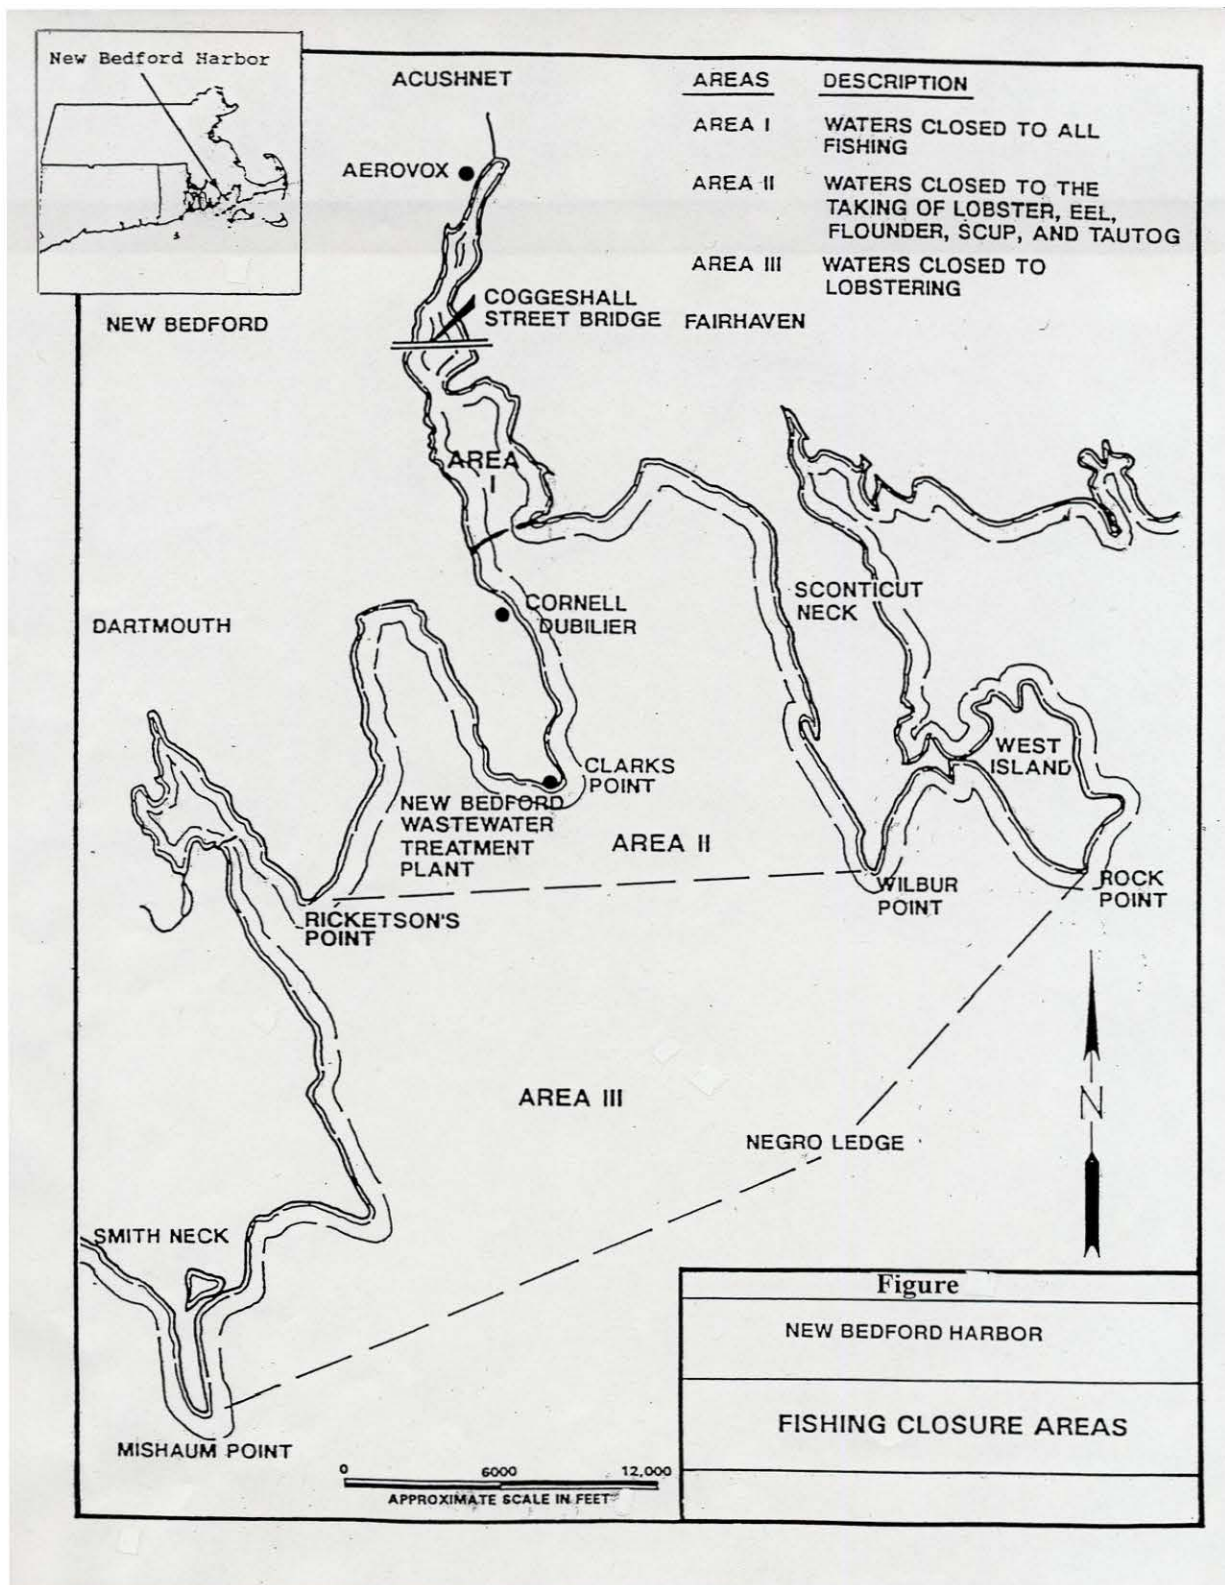 New Bedford Harbor
ACUSHNET
AREAS DESCRIPTION
AREA I WATERS CLOSED TO ALL
FISHING
AREA II WATERS CLOSED TO THE
TAKING OF LOBSTER, EEL,
FLOUNDER, SCUP, AND TAUTOG
AREA III WATERS CLOSED TO
LOBSTERING
AEROVOX
COGGESHALL
STREET BRIDGE
NEW BEDFORD
FAIRHAVEN
AREA
I
SCONTICUT
NECK
CORNELL
DUBILIER
DARTMOUTH
WEST
ISLAND
CLARKS
POINT
NEW BEDFORD
WASTEWATER
TREATMENT
PLANT
AREA II
WILBUR
POINT
ROCK
POINT
RICKETSON'S
POINT
AREA III
N
NEGRO LEDGE
SMITH NECK
MISHAUM POINT
0 6000 12,000
APPROXIMATE SCALE IN FEET
Figure
NEW BEDFORD HARBOR
FISHING CLOSURE AREAS